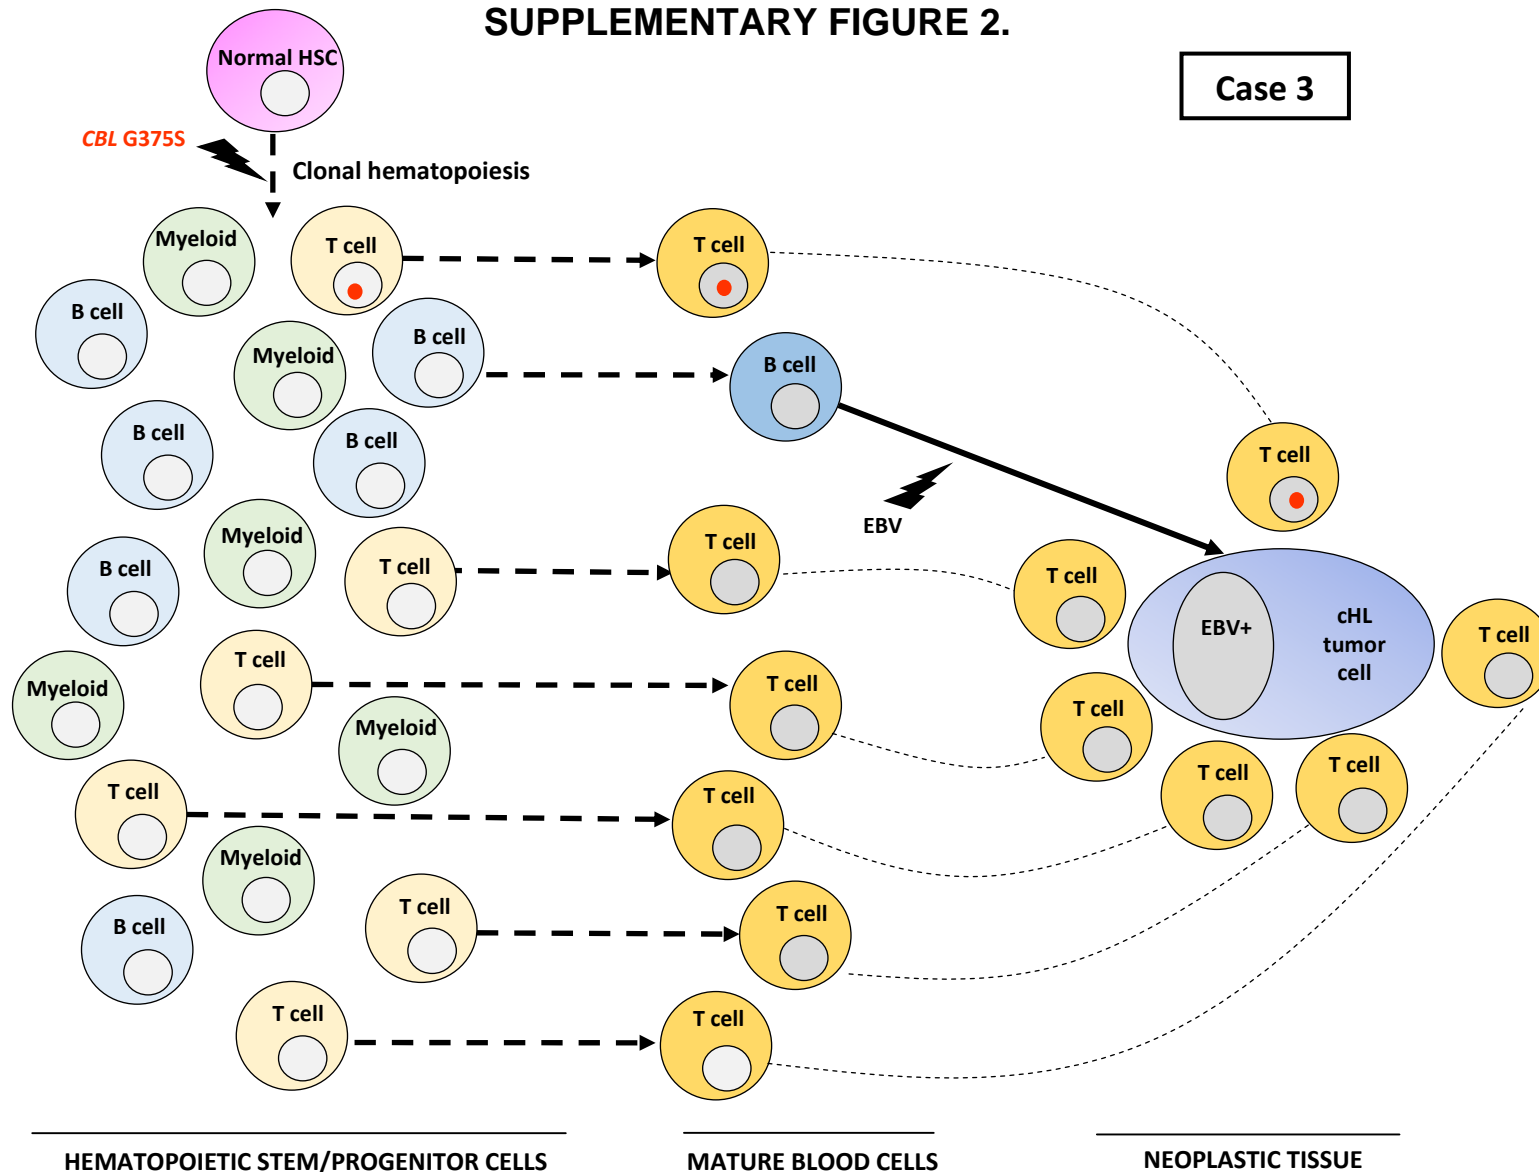 SUPPLEMENTARY FIGURE 2.
Normal HSC
Case 3
CBL G375S
Clonal hematopoiesis
Myeloid
T cell
T cell
B cell
B cell
Myeloid
B cell
B cell
B cell
T cell
EBV
Myeloid
T cell
T cell
B cell
T cell
EBV+
cHL
tumor
cell
T cell
T cell
Myeloid
T cell
T cell
Myeloid
T cell
T cell
T cell
T cell
T cell
Myeloid
T cell
T cell
B cell
T cell
T cell
HEMATOPOIETIC STEM/PROGENITOR CELLS
MATURE BLOOD CELLS
NEOPLASTIC TISSUE